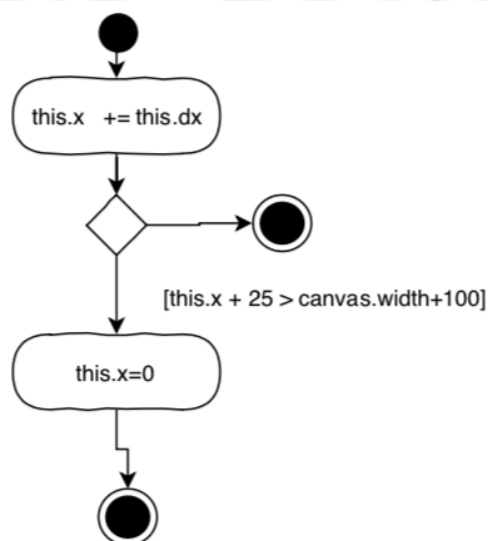 this.x += this.dx
[this.x + 25 > canvas.width+100]
this.x=0